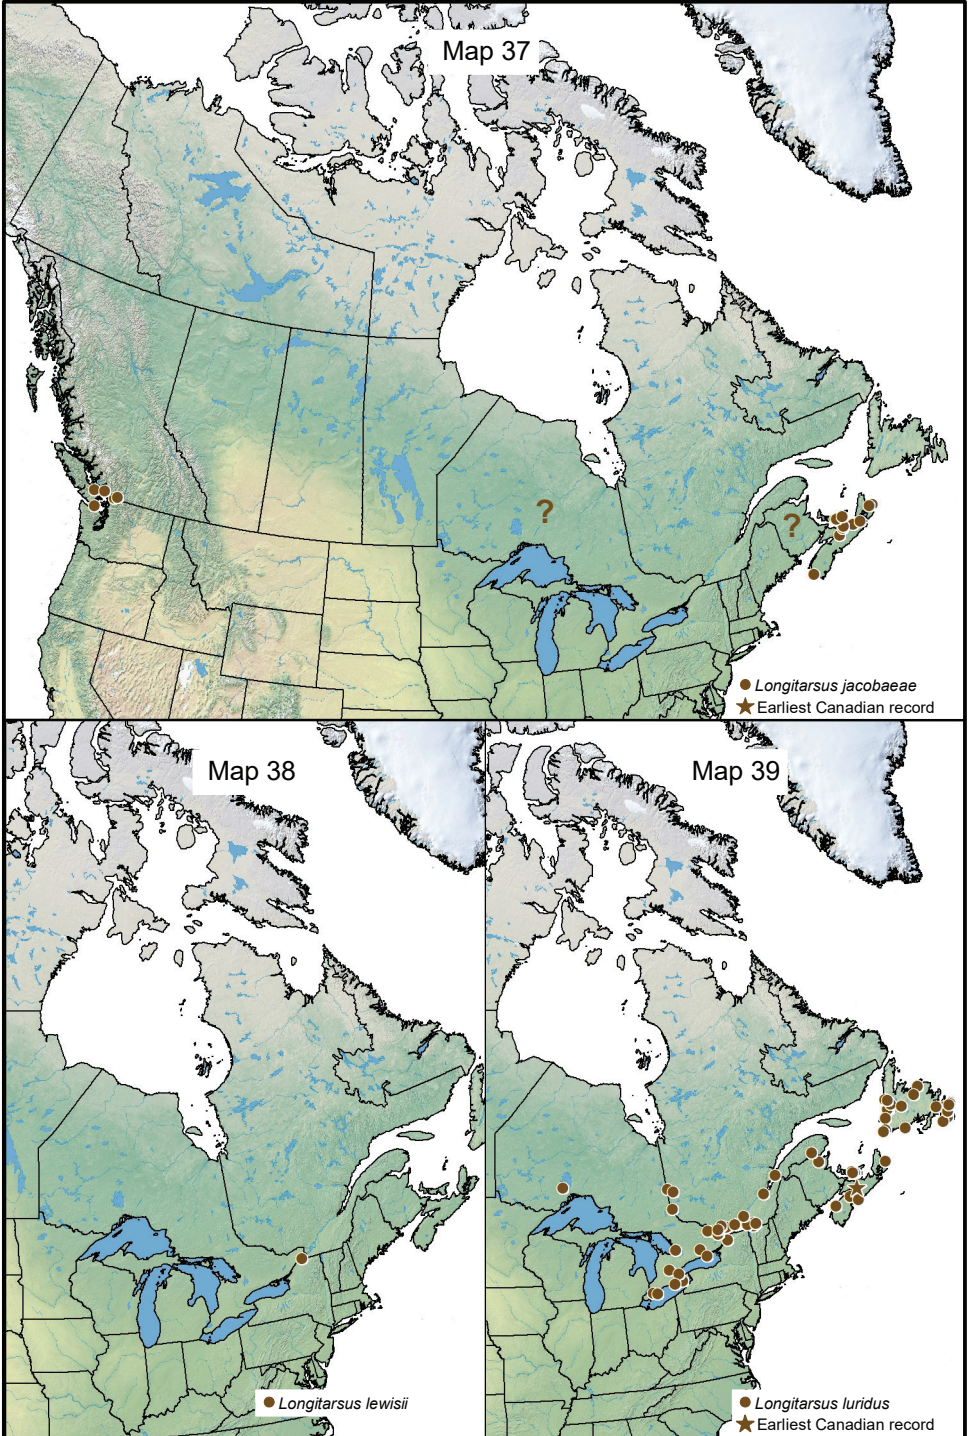 Map 37
?
?
Longitarsus jacobaeae
Earliest Canadian record
Map 38
Longitarsus lewisii
Map 39
Longitarsus luridus
Earliest Canadian record